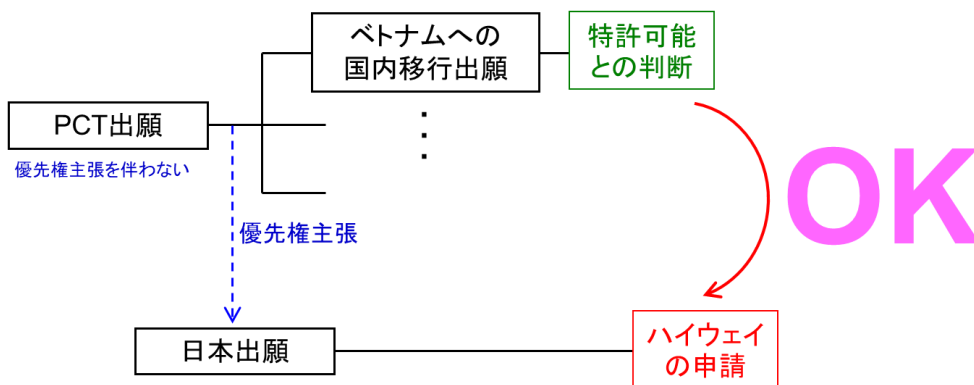 ベトナムへの
国内移行出願
特許可能
との判断
PCT出願
優先権主張を伴わない
優先権主張
OK
日本出願
ハイウェイ
の申請